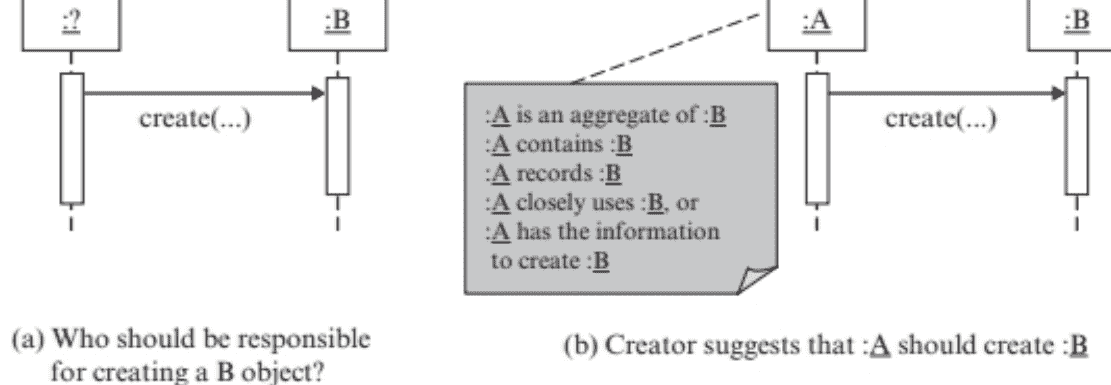 :?
:B
create(...)
(a) Who should be responsible
for creating a B object?
:A
:B
create(...)
:A is an aggregate of :B
:A contains :B
:A records :B
:A closely uses :B, or
:A has the information
to create :B
(b) Creator suggests that :A should create :B